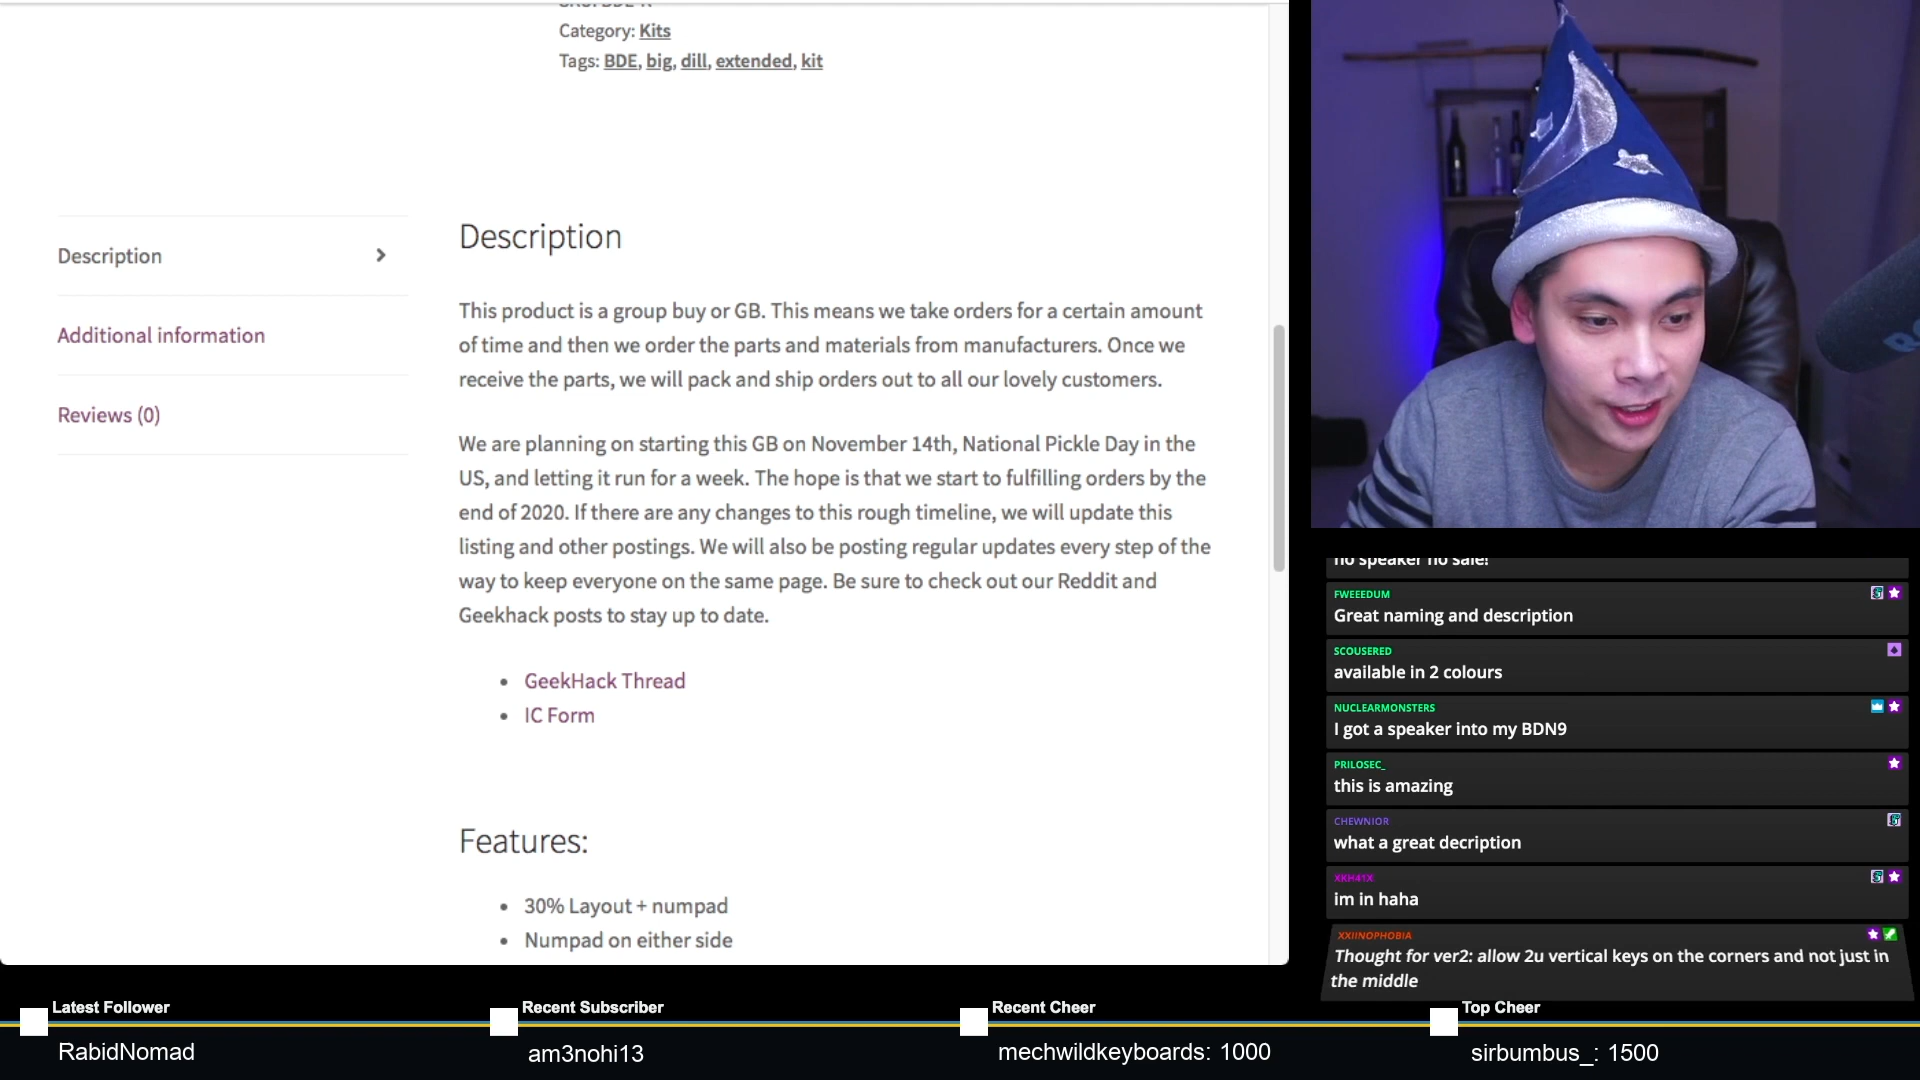 Category: Kits
Tags: BDE, big, dill, extended, kit
Description
Additional information
Reviews (0)
Description
This product is a group buy or GB. This means we take orders for a certain amount
of time and then we order the parts and materials from manufacturers. Once we
receive the parts, we will pack and ship orders out to all our lovely customers.
We are planning on starting this GB on November 14th, National Pickle Day in the
US, and letting it run for a week. The hope is that we start to fulfilling orders by the
end of 2020. If there are any changes to this rough timeline, we will update this
listing and other postings. We will also be posting regular updates every step of the
way to keep everyone on the same page. Be sure to check out our Reddit and
Geekhack posts to stay up to date.
• GeekHack Thread
• IC Form
Features:
• 30% Layout + numpad
• Numpad on either side
no speaker no sale!
FWEEEDUM
Great naming and description
SCOUSERED
available in 2 colours
NUCLEARMONSTERS
I got a speaker into my BDN9
PRILOSEC_
this is amazing
CHEWNIOR
what a great decription
XKH41X
im in haha
XXIINOPHOBIA
Thought for ver2: allow 2u vertical keys on the corners and not just in
the middle
Latest Follower
RabidNomad
Recent Subscriber
am3nohi13
Recent Cheer
mechwildkeyboards: 1000
Top Cheer
sirbumbus_: 1500